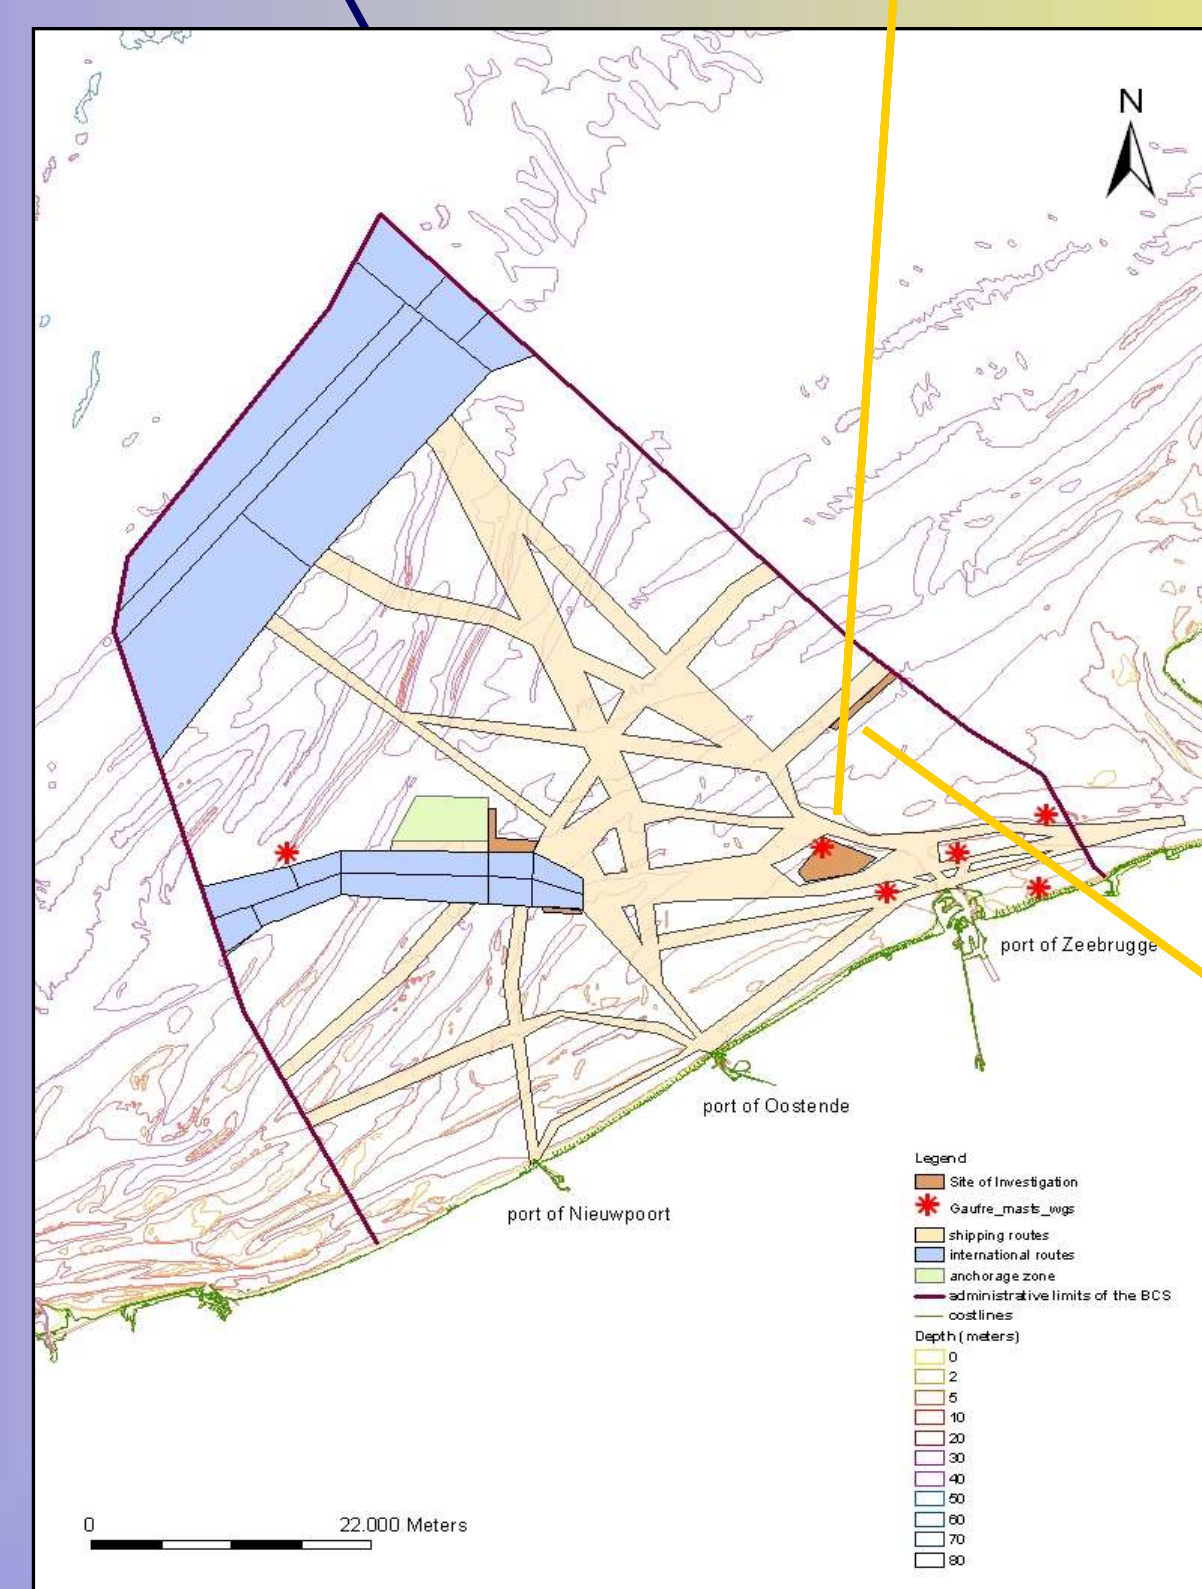 N
port of Zeebrugge
port of Oostende
port of Nieuwpoort
Legend
Site of Investigation
Gaufre_masts_wgs
shipping routes
international routes
anchorage zone
administrative limits of the BCS
costlines
Depth (meters)
0
2
5
10
20
30
40
50
60
70
80
0 22.000 Meters